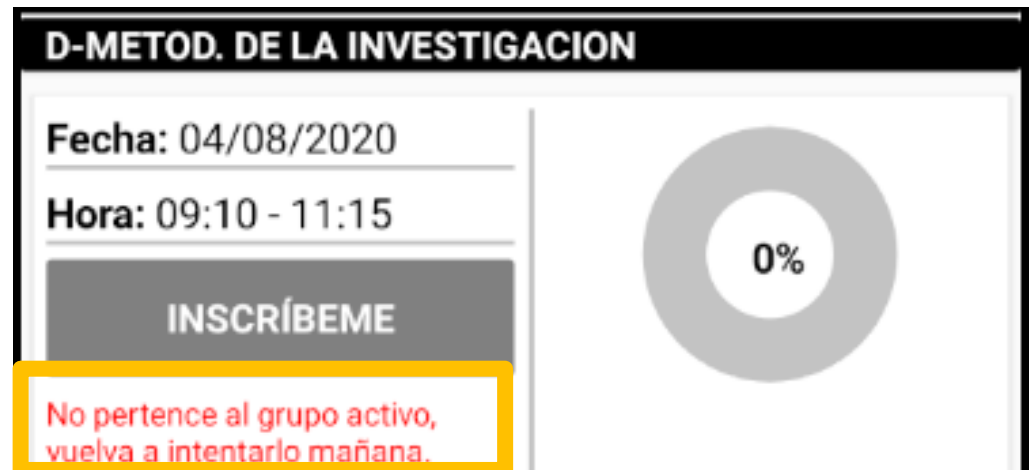 D-METOD. DE LA INVESTIGACION
Fecha: 04/08/2020
Hora: 09:10 - 11:15
0%
INSCRÍBEME
No pertence al grupo activo,
vuelva a intentarlo mañana.